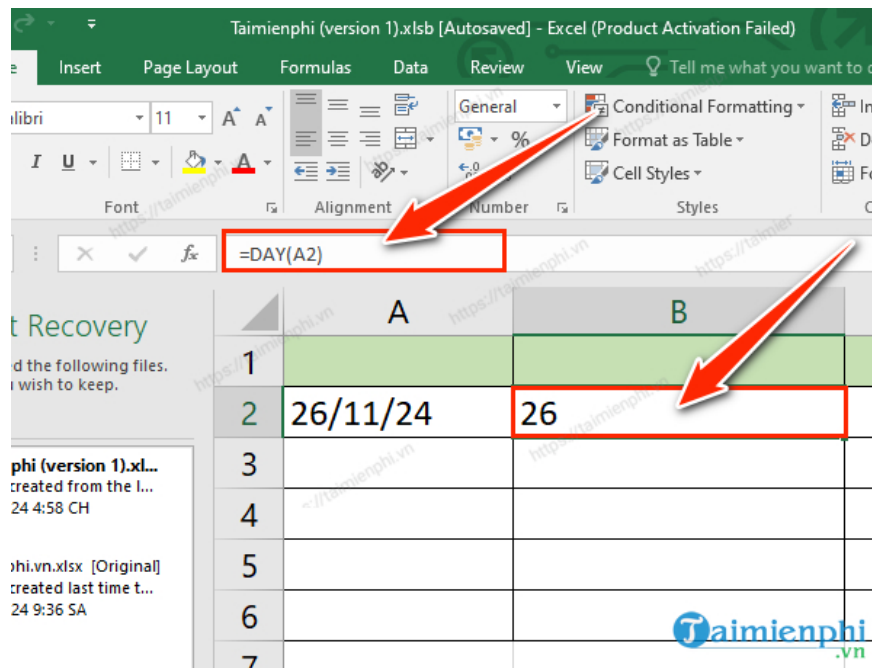 Taimienphi (version 1).xlsb [Autosaved] - Excel (Product Activation Failed)
e Insert Page Layout Formulas Data Review View Tell me what you want to d
alibri 11 A A General Conditional Formatting In
I U A % Format as Table D
Cell Styles Fo
Font Alignment Number Styles C
fx =DAY(A2)
t Recovery
d the following files.
u wish to keep.
phi (version 1).xl...
created from the l...
24 4:58 CH
phi.vn.xlsx [Original]
created last time t...
24 9:36 SA
A B
1
2 26/11/24 26
3
4
5
6
7
https://taimienphi.vn
Taimienphi
.vn